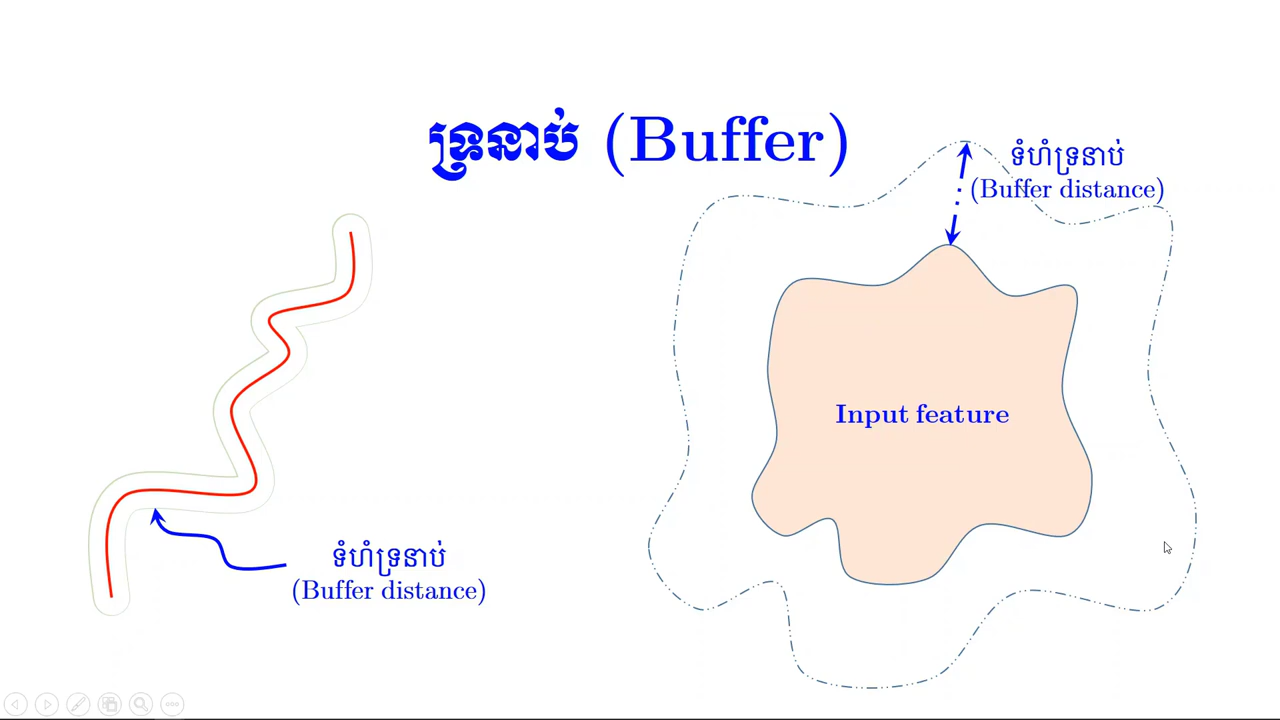 ទ្រនាប់ (Buffer)
ទំហំទ្រនាប់
(Buffer distance)
Input feature
ទំហំទ្រនាប់
(Buffer distance)